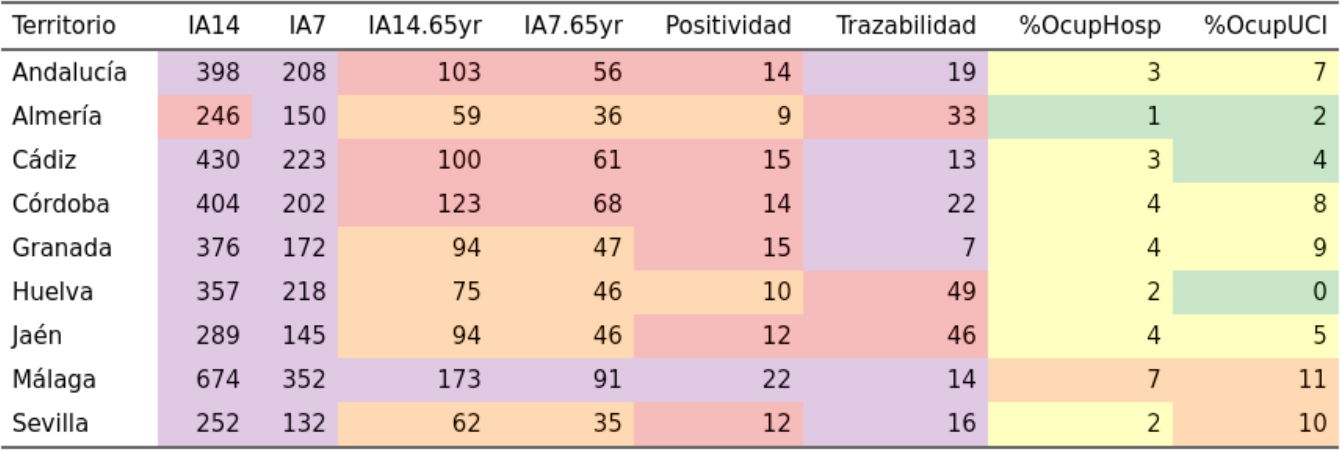 Territorio IA14 IA7 IA14.65yr IA7.65yr Positividad Trazabilidad %OcupHosp %OcupUCI
Andalucía 398 208 103 56 14 19 3 7
Almería 246 150 59 36 9 33 1 2
Cádiz 430 223 100 61 15 13 3 4
Córdoba 404 202 123 68 14 22 4 8
Granada 376 172 94 47 15 7 4 9
Huelva 357 218 75 46 10 49 2 0
Jaén 289 145 94 46 12 46 4 5
Málaga 674 352 173 91 22 14 7 11
Sevilla 252 132 62 35 12 16 2 10